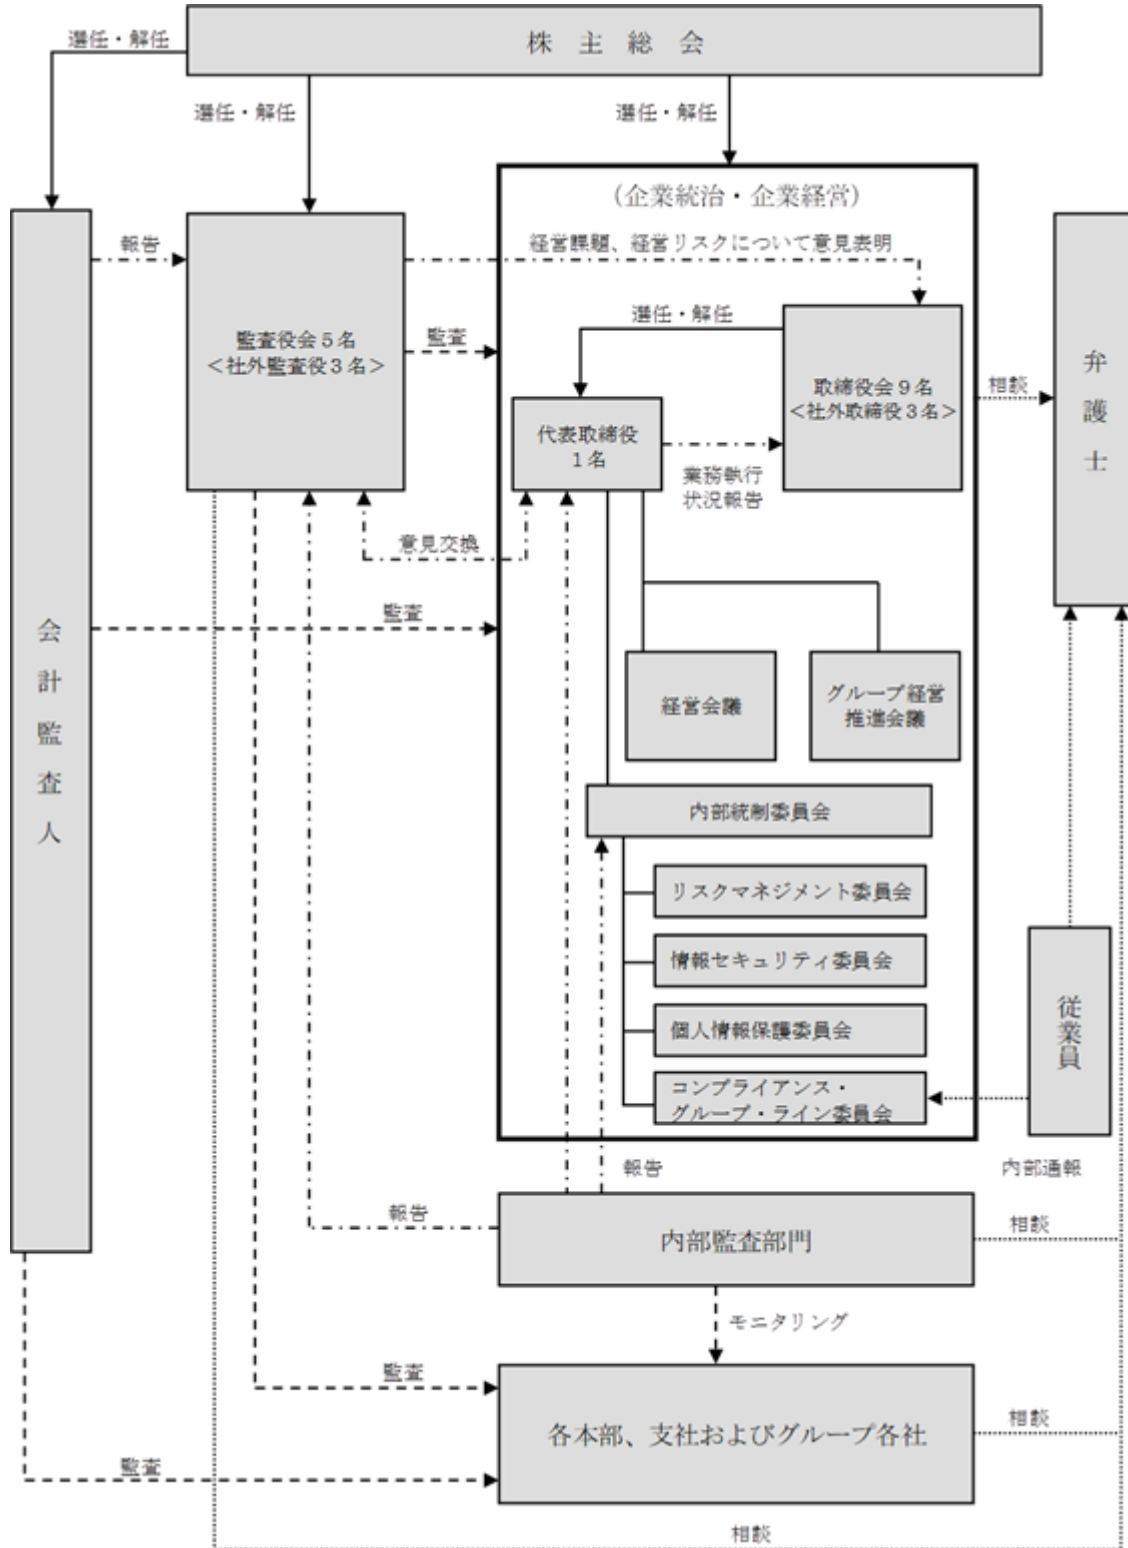 株 主 総 会
選任・解任
選任・解任
選任・解任
(企業統治・企業経営)
報告
経営課題、経営リスクについて意見表明
選任・解任
監査役会5名
<社外監査役3名>
監査
取締役会9名
<社外取締役3名>
相談
弁護士
代表取締役
1名
業務執行
状況報告
意見交換
監査
会計監査人
経営会議
グループ経営
推進会議
内部統制委員会
リスクマネジメント委員会
情報セキュリティ委員会
個人情報保護委員会
コンプライアンス・
グループ・ライン委員会
従業員
内部通報
報告
報告
内部監査部門
相談
モニタリング
監査
各本部、支社およびグループ各社
相談
監査
相談